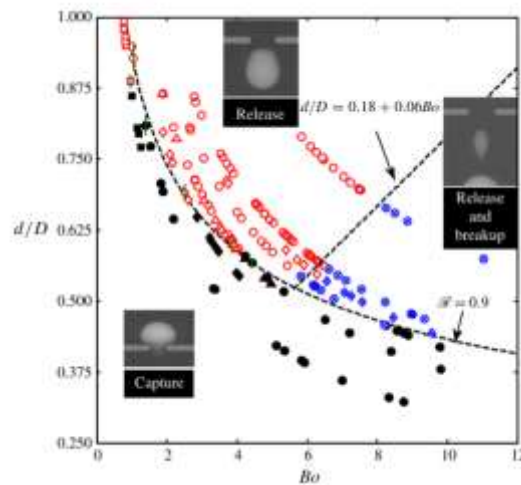 1.000
0.875
0.750
d/D
0.625
0.500
0.375
0.250
0
2
4
6
8
10
12
Bo
Release
d/D = 0.18 + 0.06Bo
Release
and
breakup
ℱ = 0.9
Capture